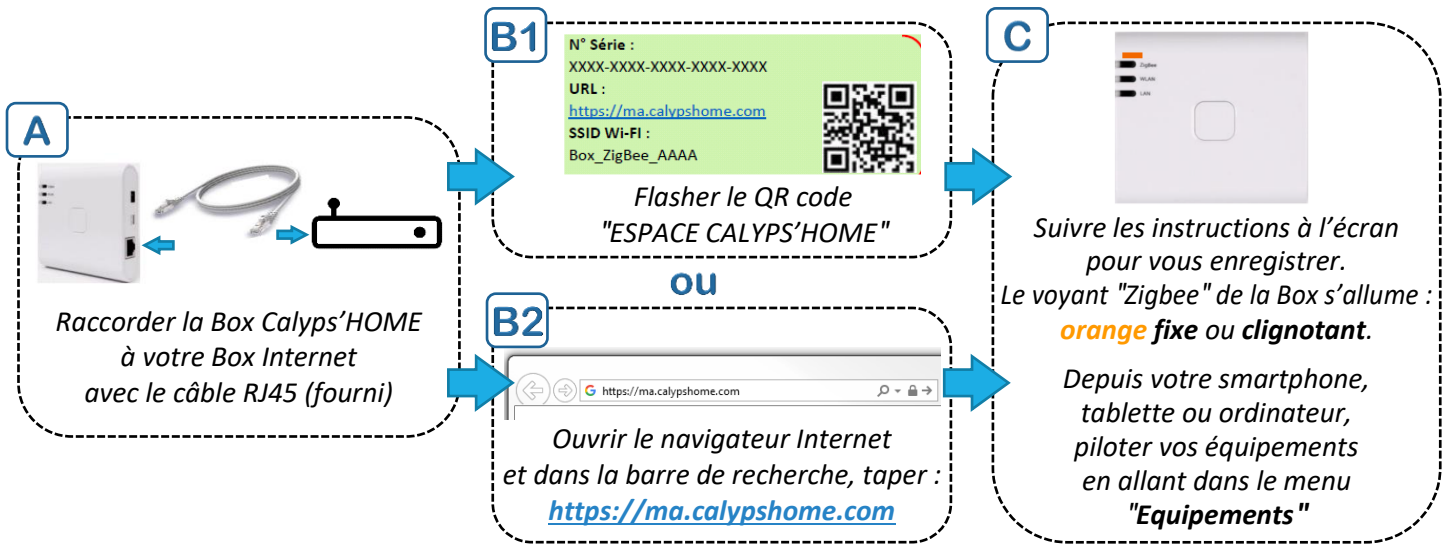 A
Raccorder la Box Calyps’HOME
à votre Box Internet
avec le câble RJ45 (fourni)
B1
N° Série :
XXXX-XXXX-XXXX-XXXX-XXXX
URL :
https://ma.calypshome.com
SSID Wi-FI :
Box_ZigBee_AAAA
Flasher le QR code
"ESPACE CALYPS’HOME"
ou
B2
https://ma.calypshome.com
Ouvrir le navigateur Internet
et dans la barre de recherche, taper :
https://ma.calypshome.com
C
ZigBee
WLAN
LAN
Suivre les instructions à l’écran
pour vous enregistrer.
Le voyant "Zigbee" de la Box s’allume :
orange fixe ou clignotant.
Depuis votre smartphone,
tablette ou ordinateur,
piloter vos équipements
en allant dans le menu
"Equipements"